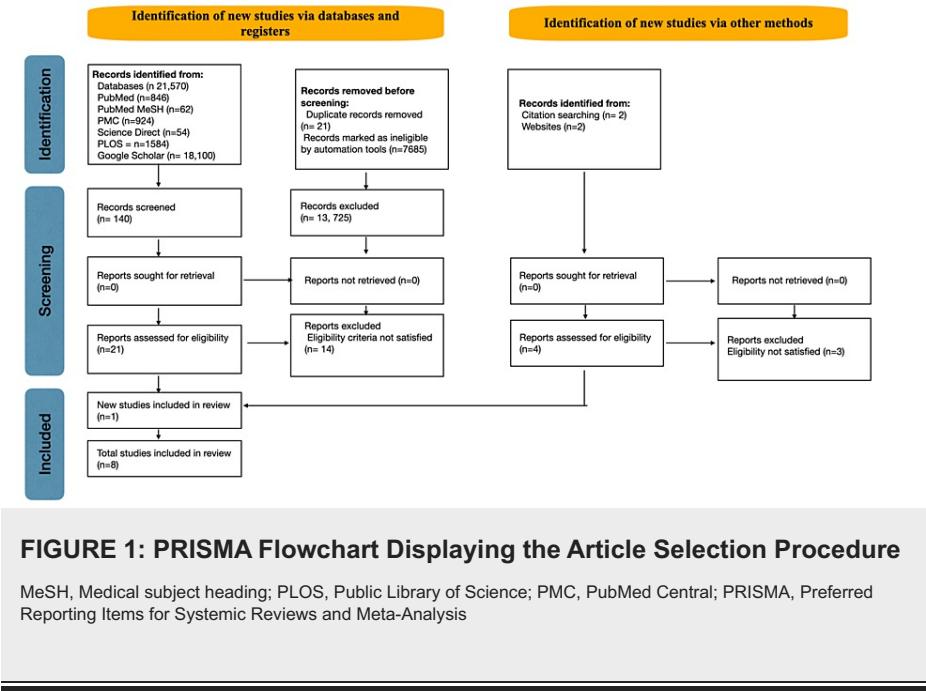 Identification of new studies via databases and
registers
Identification of new studies via other methods
Identification
Records identified from:
Databases (n 21,570)
PubMed (n=846)
PubMed MeSH (n=62)
PMC (n=924)
Science Direct (n=54)
PLOS = n=1584)
Google Scholar (n= 18,100)
Records removed before
screening:
Duplicate records removed
(n= 21)
Records marked as ineligible
by automation tools (n=7685)
Records identified from:
Citation searching (n= 2)
Websites (n=2)
Screening
Records screened
(n= 140)
Records excluded
(n= 13, 725)
Reports sought for retrieval
(n=0)
Reports not retrieved (n=0)
Reports sought for retrieval
(n=0)
Reports not retrieved (n=0)
Reports assessed for eligibility
(n=21)
Reports excluded
Eligibility criteria not satisfied
(n= 14)
Reports assessed for eligibility
(n=4)
Reports excluded
Eligibility not satisfied (n=3)
Included
New studies included in review
(n=1)
Total studies included in review
(n=8)
FIGURE 1: PRISMA Flowchart Displaying the Article Selection Procedure
MeSH, Medical subject heading; PLOS, Public Library of Science; PMC, PubMed Central; PRISMA, Preferred
Reporting Items for Systemic Reviews and Meta-Analysis